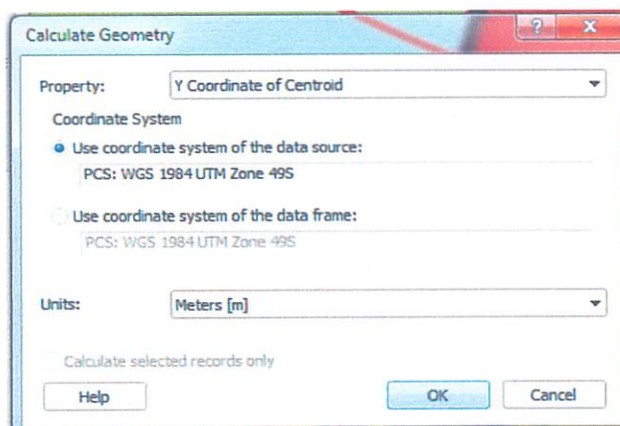 Calculate Geometry
Property: Y Coordinate of Centroid
Coordinate System
Use coordinate system of the data source:
PCS: WGS 1984 UTM Zone 49S
Use coordinate system of the data frame:
PCS: WGS 1984 UTM Zone 49S
Units: Meters [m]
Calculate selected records only
Help OK Cancel